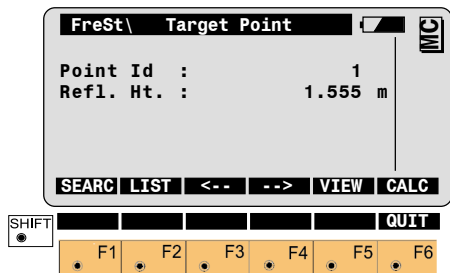 FreSt\ Target Point
MC
Point Id : 1
Refl. Ht. : 1.555 m
SEARC LIST <-- --> VIEW CALC
SHIFT QUIT
F1 F2 F3 F4 F5 F6